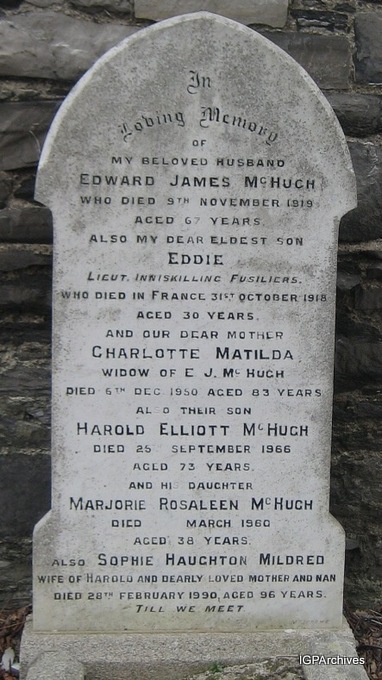 In
Loving Memory
OF
MY BELOVED HUSBAND
EDWARD JAMES McHUGH
WHO DIED 9TH NOVEMBER 1919
AGED 67 YEARS.
ALSO MY DEAR ELDEST SON
EDDIE
LIEUT. INNISKILLING FUSILIERS.
WHO DIED IN FRANCE 31ST OCTOBER 1918
AGED 30 YEARS.
AND OUR DEAR MOTHER
CHARLOTTE MATILDA
WIDOW OF E J. McHUGH
DIED 6TH DEC 1950 AGED 83 YEARS
ALSO THEIR SON
HAROLD ELLIOTT McHUGH
DIED 25 SEPTEMBER 1966
AGED 73 YEARS.
AND HIS DAUGHTER
MARJORIE ROSALEEN McHUGH
DIED MARCH 1960
AGED 38 YEARS.
ALSO SOPHIE HAUGHTON MILDRED
WIFE OF HAROLD AND DEARLY LOVED MOTHER AND NAN
DIED 28TH FEBRUARY 1990, AGED 96 YEARS.
TILL WE MEET
IGPArchives